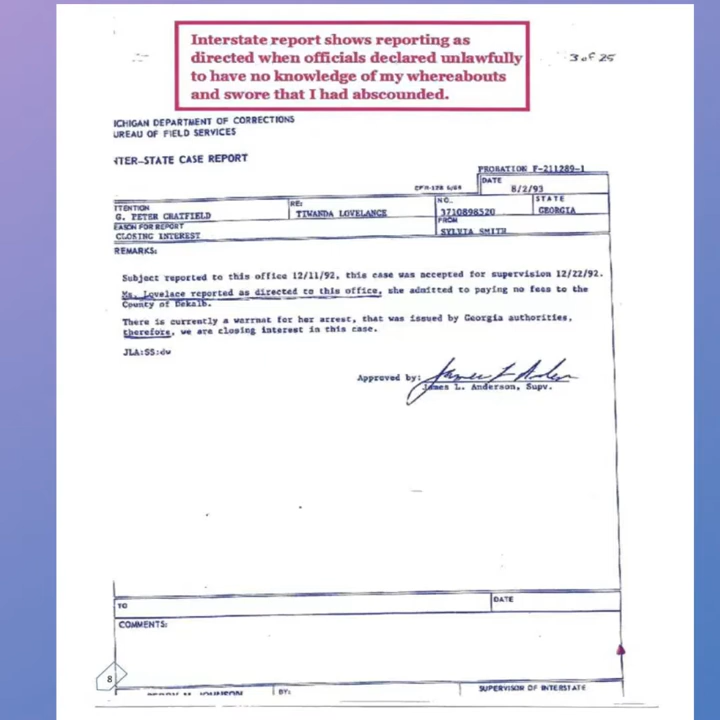 Interstate report shows reporting as
directed when officials declared unlawfully
to have no knowledge of my whereabouts
and swore that I had abscounded.
3 of 25
ICHIGAN DEPARTMENT OF CORRECTIONS
UREAU OF FIELD SERVICES
TER-STATE CASE REPORT
PROBATION F-211289-1
CFH-128 5/64 DATE 8/2/93
TTENTION RE: NO. STATE
G. PETER CRATFIELD TIWANDA LOVELANCE 3710898520 GEORGIA
EASON FOR REPORT FROM
CLOSING INTEREST SYLVIA SMITH
REMARKS:
Subject reported to this office 12/11/92, this case was accepted for supervision 12/22/92.
Ms. Lovelace reported as directed to this office, she admitted to paying no fees to the
County of Dekalb.
There is currently a warrnat for her arrest, that was issued by Georgia authorities,
therefore, we are closing interest in this case.
JLA:SS:dw
Approved by:
James L. Anderson, Supv.
TO DATE
COMMENTS:
8
BY: SUPERVISOR OF INTERSTATE